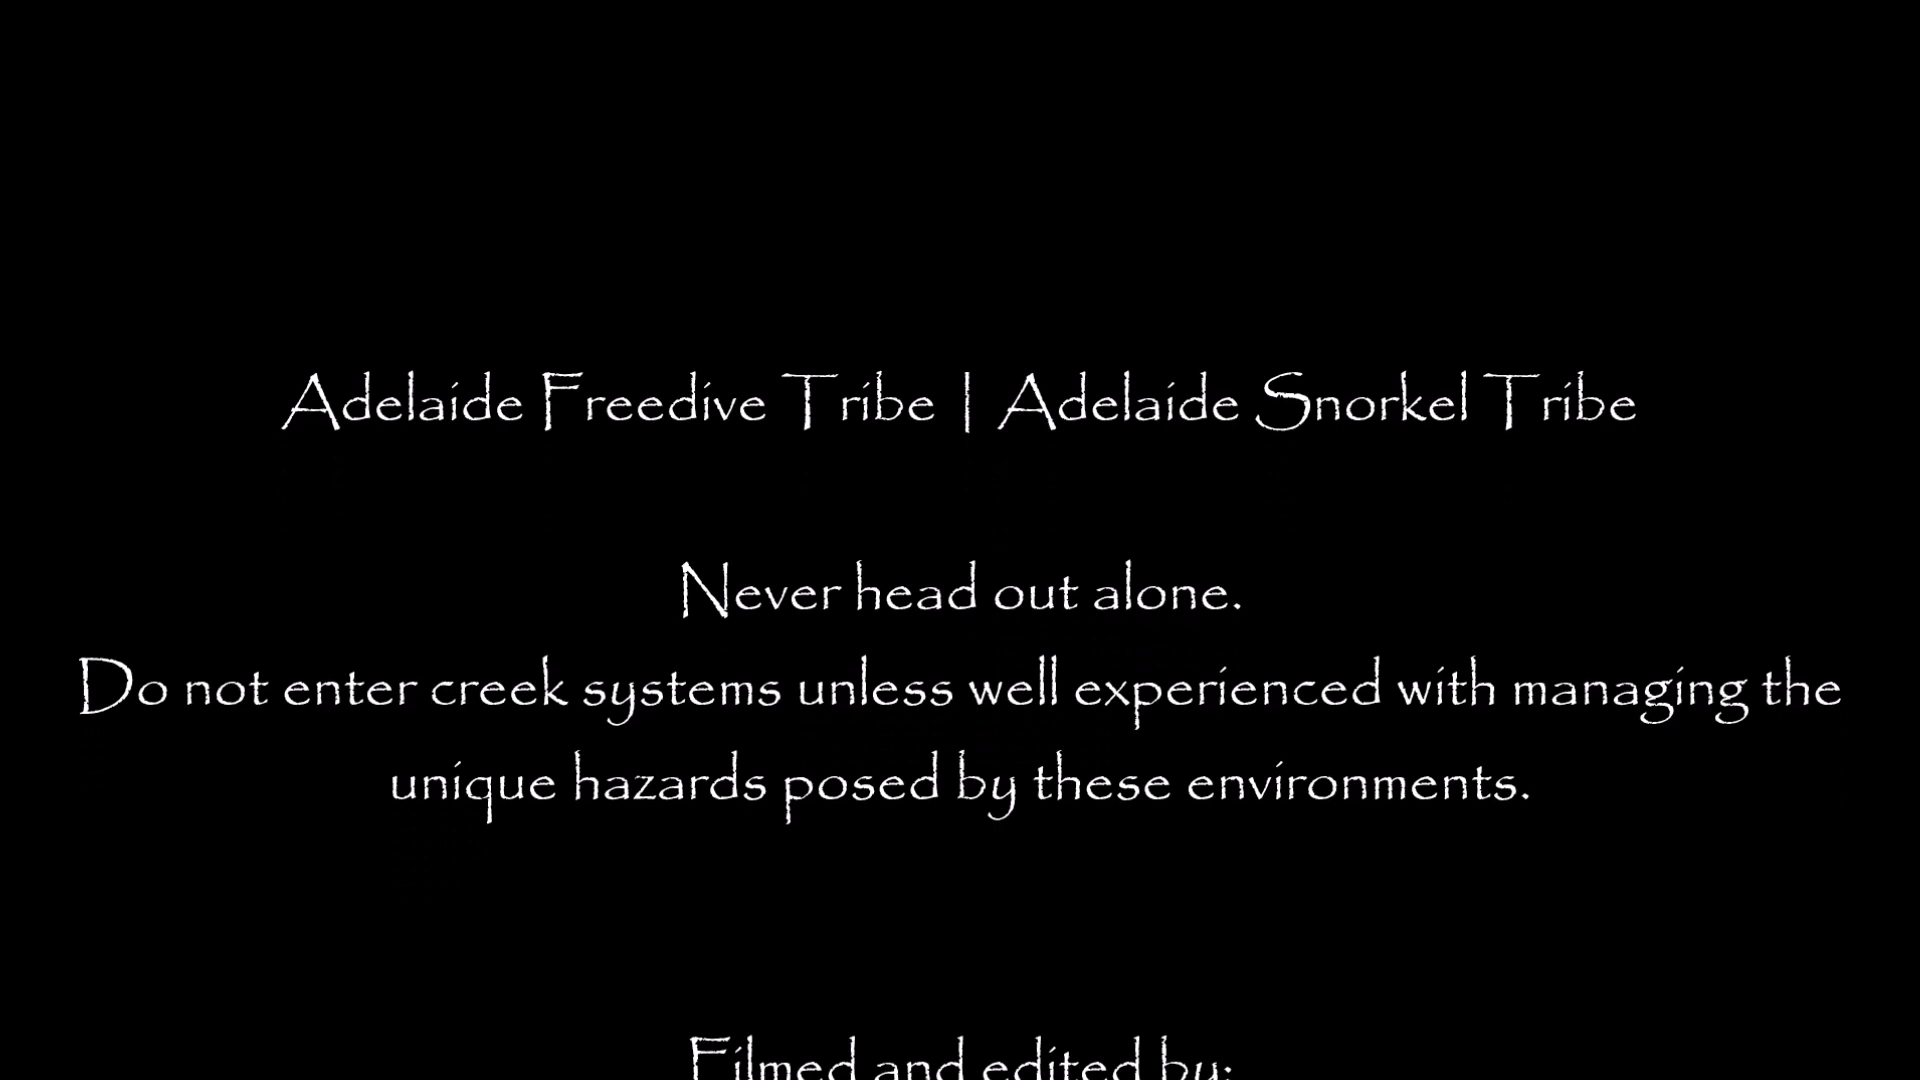 Adelaide Freedive Tribe | Adelaide Snorkel Tribe
Never head out alone.
Do not enter creek systems unless well experienced with managing the
unique hazards posed by these environments.
Filmed and edited by: